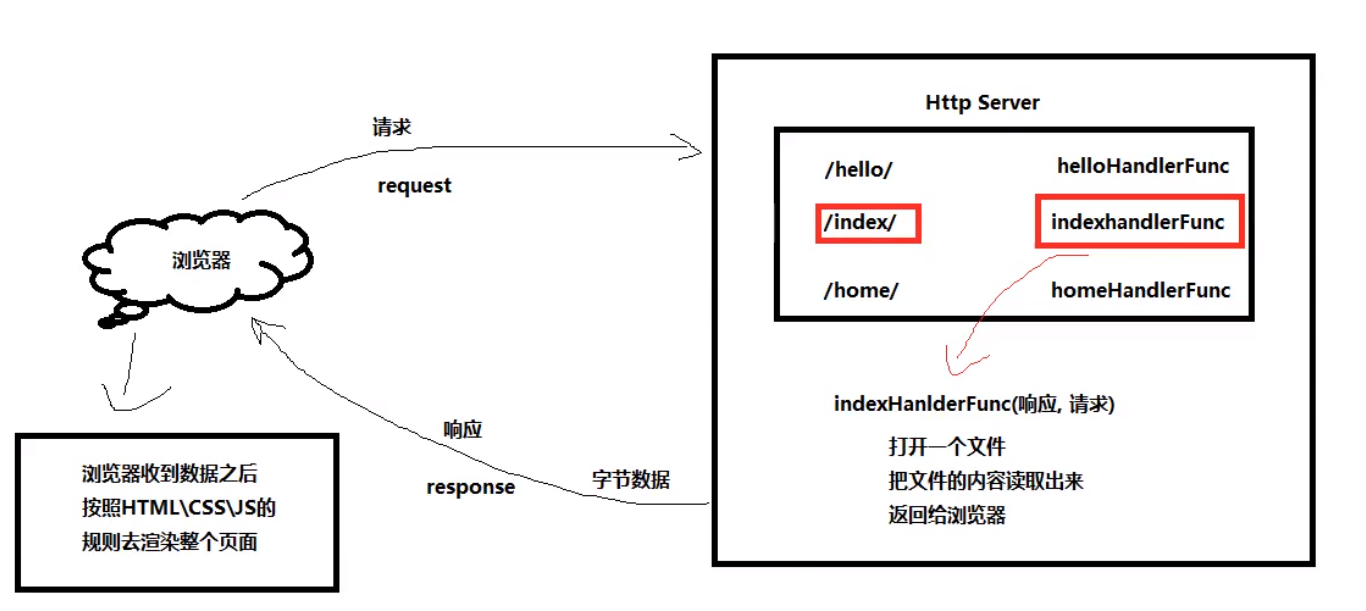 Http Server
请求
request
/hello/
helloHandlerFunc
/index/
indexhandlerFunc
/home/
homeHandlerFunc
浏览器
indexHanlderFunc(响应, 请求)
打开一个文件
把文件的内容读取出来
返回给浏览器
响应
response
字节数据
浏览器收到数据之后
按照HTML\CSS\JS的
规则去渲染整个页面